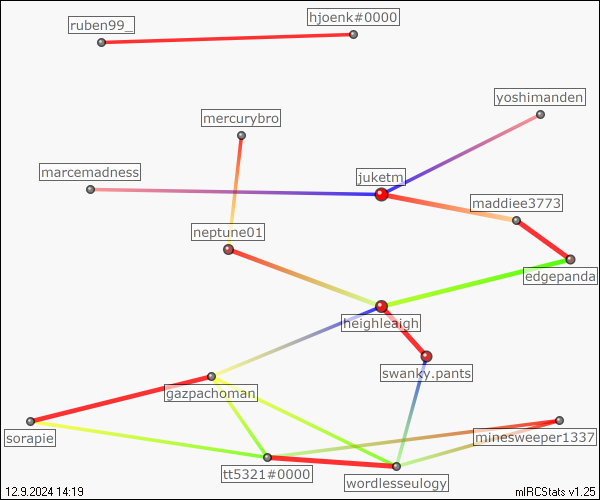 hjoenk#0000
ruben99_
yoshimanden
mercurybro
marcemadness
juketm
maddiee3773
neptune01
edgepanda
heighleaigh
swanky.pants
gazpachoman
sorapie
minesweeper1337
tt5321#0000
wordlesseulogy
12.9.2024 14:19
mIRCStats v1.25